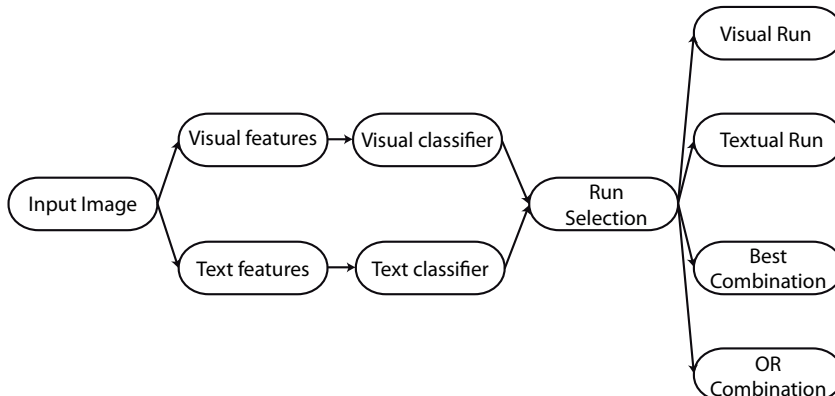 Visual Run
Visual features
Visual classifier
Textual Run
Input Image
Run
Selection
Text features
Text classifier
Best
Combination
OR
Combination